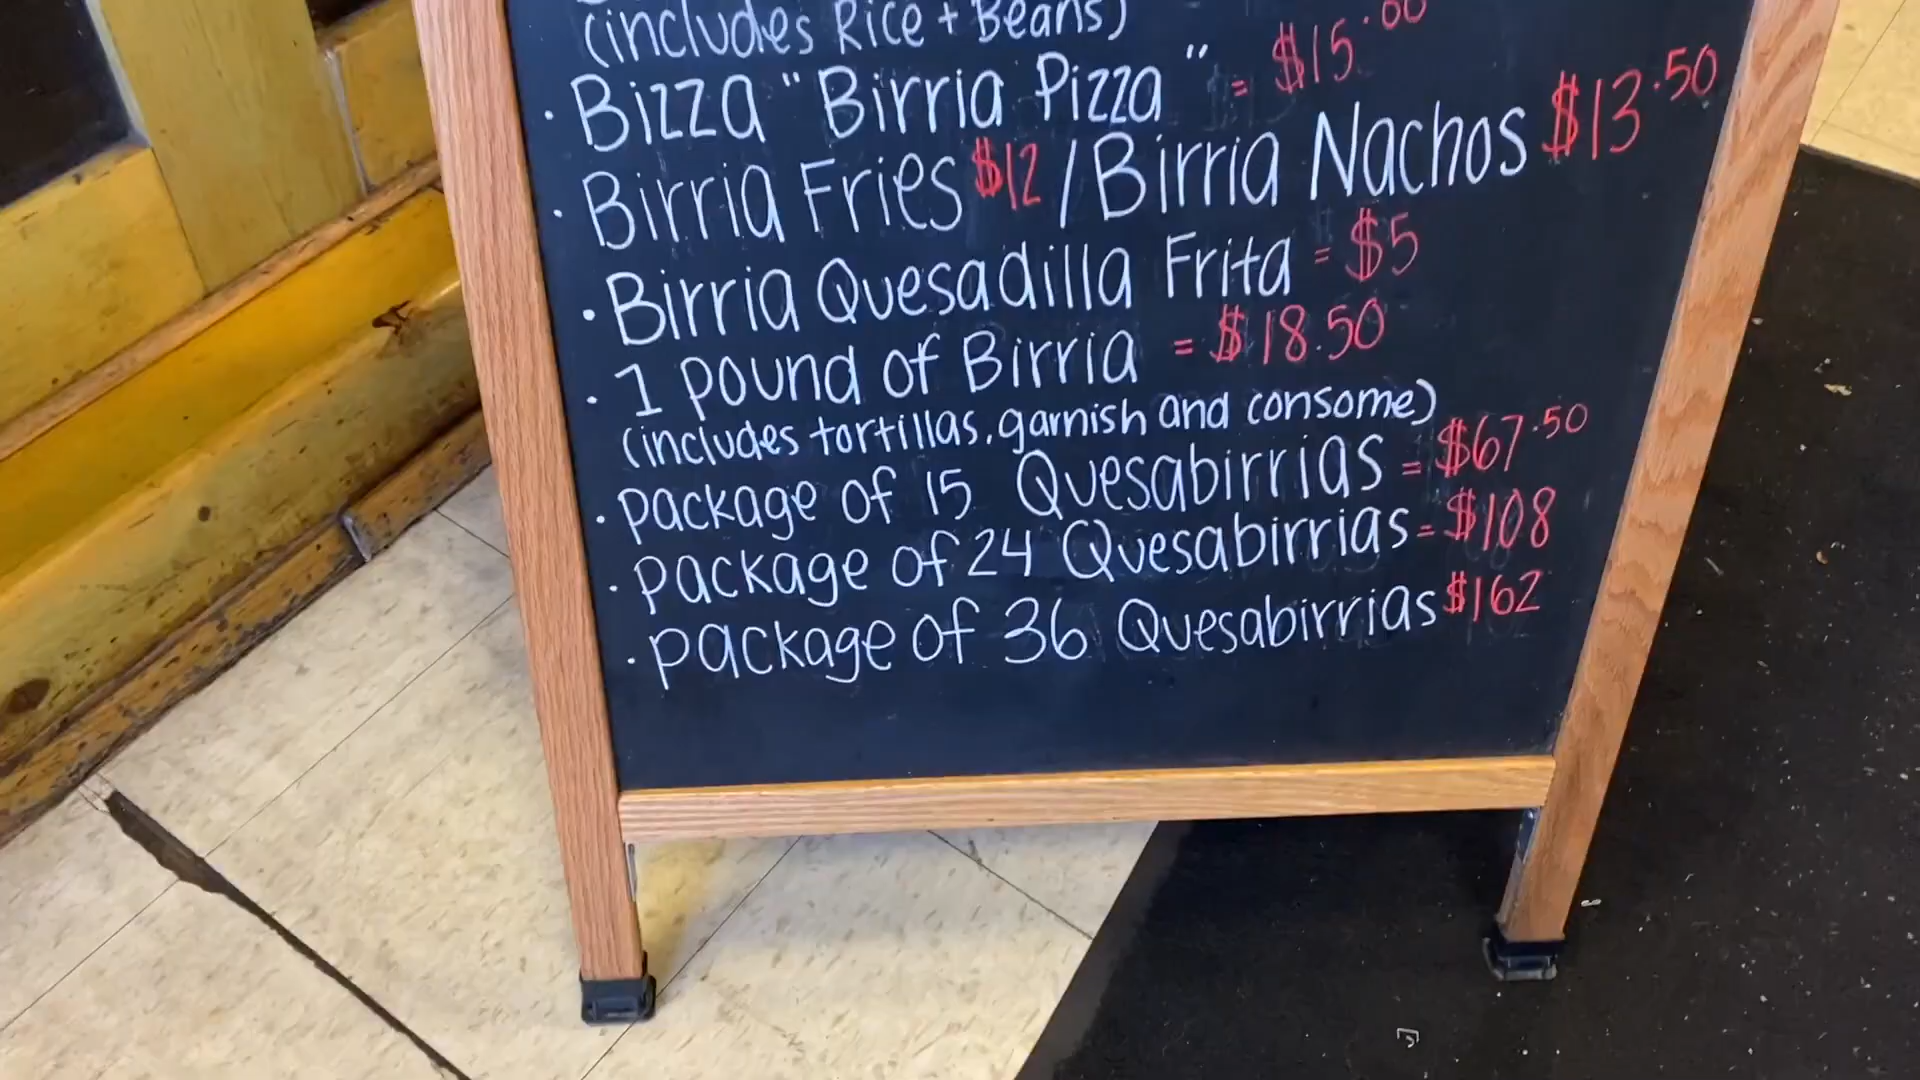 (includes Rice + Beans)
· Bizza "Birria Pizza" = $15.00
· Birria Fries $12 / Birria Nachos $13.50
· Birria Quesadilla Frita = $5
· 1 pound of Birria = $18.50
(includes tortillas, garnish and consome)
· package of 15 Quesabirrias = $67.50
· package of 24 Quesabirrias = $108
· package of 36 Quesabirrias $162